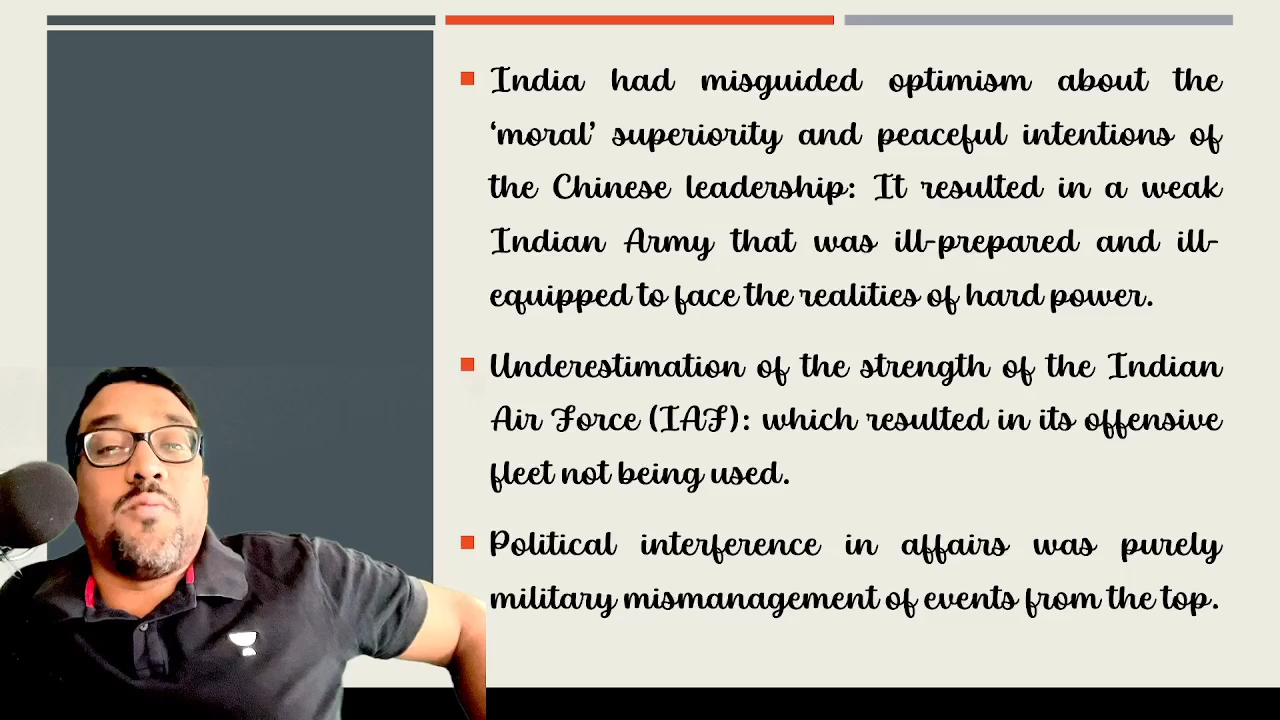 India had misguided optimism about the
‘moral’ superiority and peaceful intentions of
the Chinese leadership: It resulted in a weak
Indian Army that was ill-prepared and ill-
equipped to face the realities of hard power.
Underestimation of the strength of the Indian
Air Force (IAF): which resulted in its offensive
fleet not being used.
Political interference in affairs was purely
military mismanagement of events from the top.